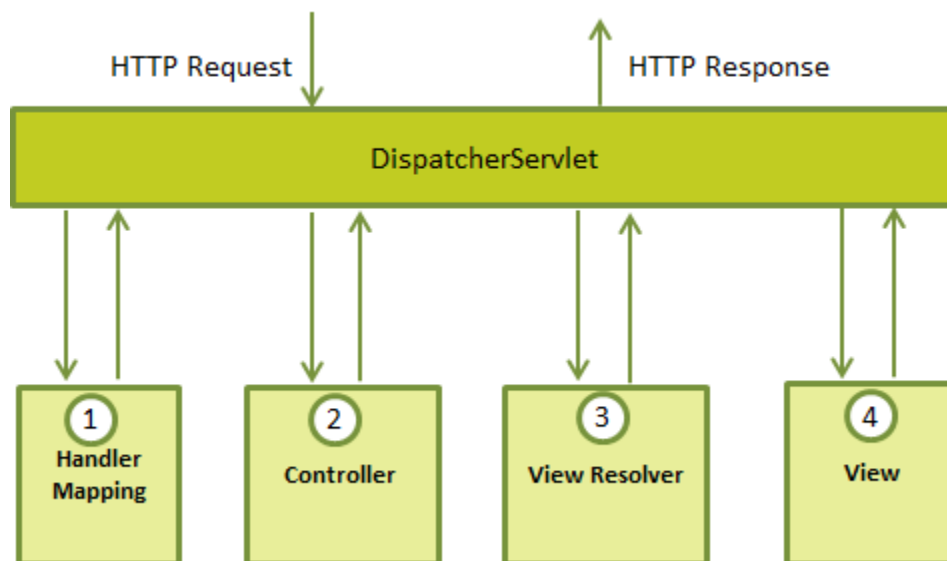 HTTP Request
HTTP Response
DispatcherServlet
1
Handler
Mapping
2
Controller
3
View Resolver
4
View